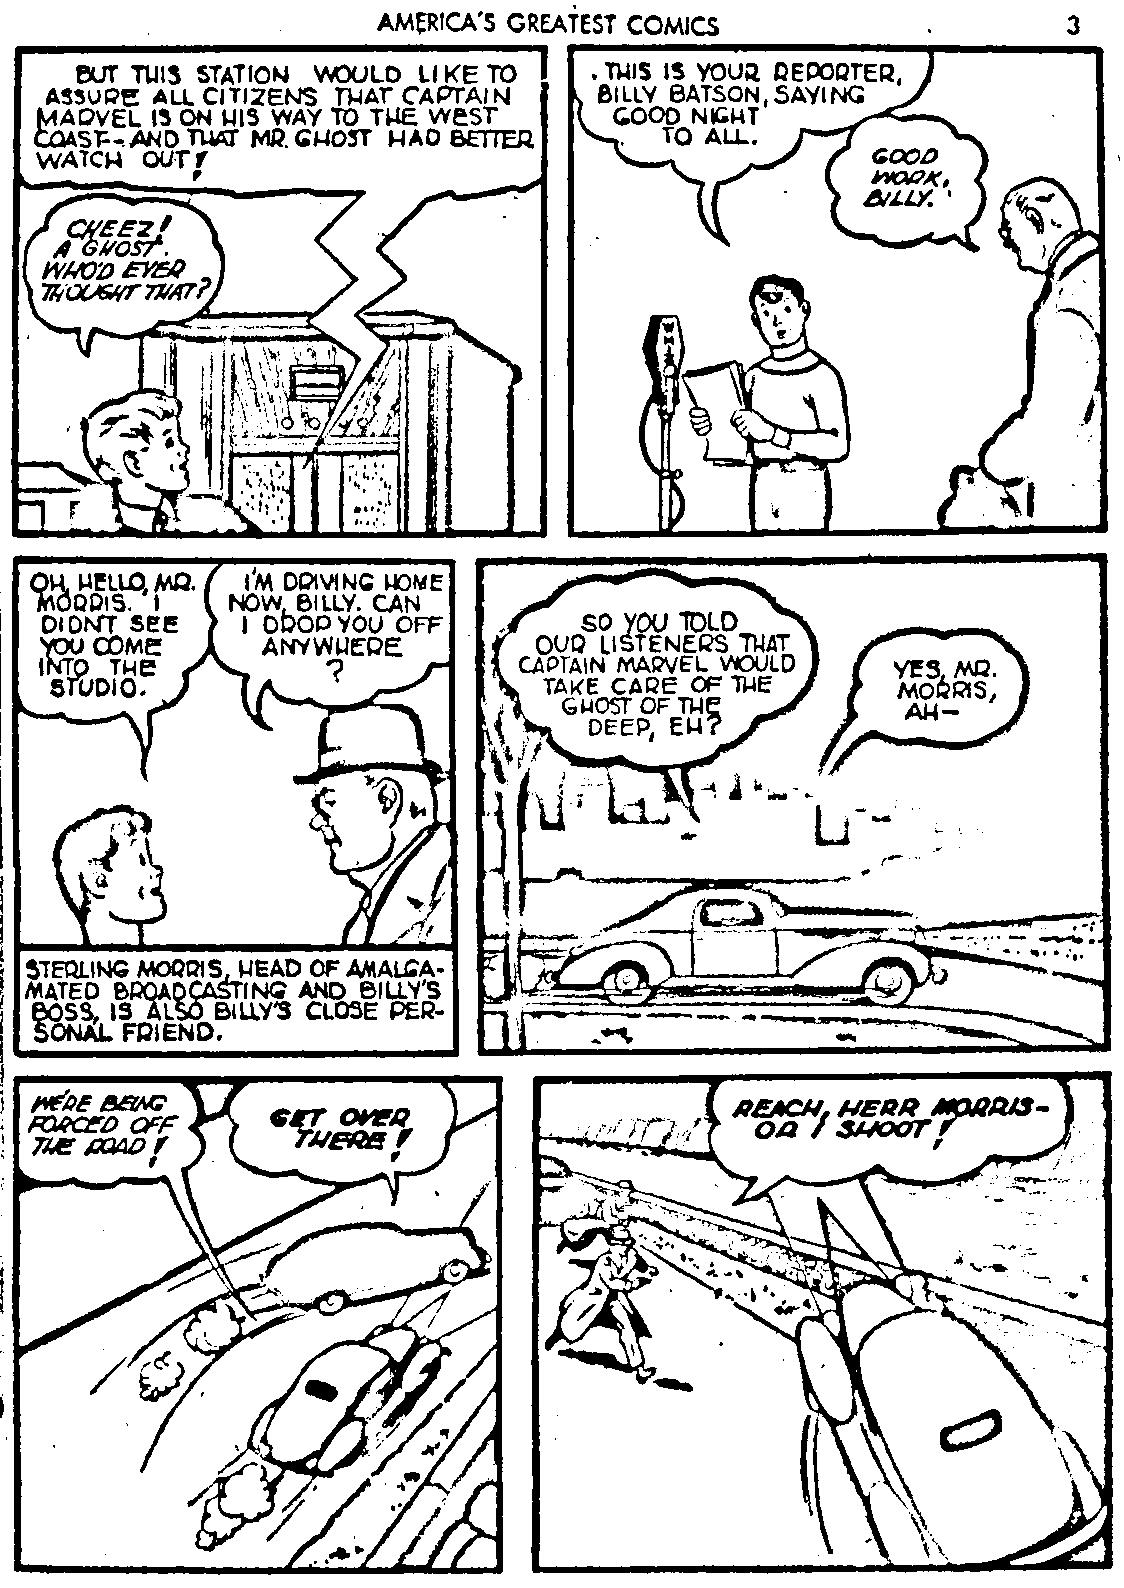 AMERICA'S GREATEST COMICS
3
BUT THIS STATION WOULD LIKE TO
ASSURE ALL CITIZENS THAT CAPTAIN
MARVEL IS ON HIS WAY TO THE WEST
COAST--AND THAT MR. GHOST HAD BETTER
WATCH OUT!
CHEEZ!
A GHOST.
WHO'D EVER
THOUGHT THAT?
THIS IS YOUR REPORTER,
BILLY BATSON, SAYING
GOOD NIGHT
TO ALL.
GOOD
WORK,
BILLY.
WHIZ
OH, HELLO, MR.
MORRIS. I
DIDN'T SEE
YOU COME
INTO THE
STUDIO.
I'M DRIVING HOME
NOW, BILLY. CAN
I DROP YOU OFF
ANYWHERE
?
STERLING MORRIS, HEAD OF AMALGA-
MATED BROADCASTING AND BILLY'S
BOSS, IS ALSO BILLY'S CLOSE PER-
SONAL FRIEND.
SO YOU TOLD
OUR LISTENERS THAT
CAPTAIN MARVEL WOULD
TAKE CARE OF THE
GHOST OF THE
DEEP, EH?
YES, MR.
MORRIS,
AH—
WE'RE BEING
FORCED OFF
THE ROAD!
GET OVER
THERE!
REACH, HERR MORRIS-
OR I SHOOT!